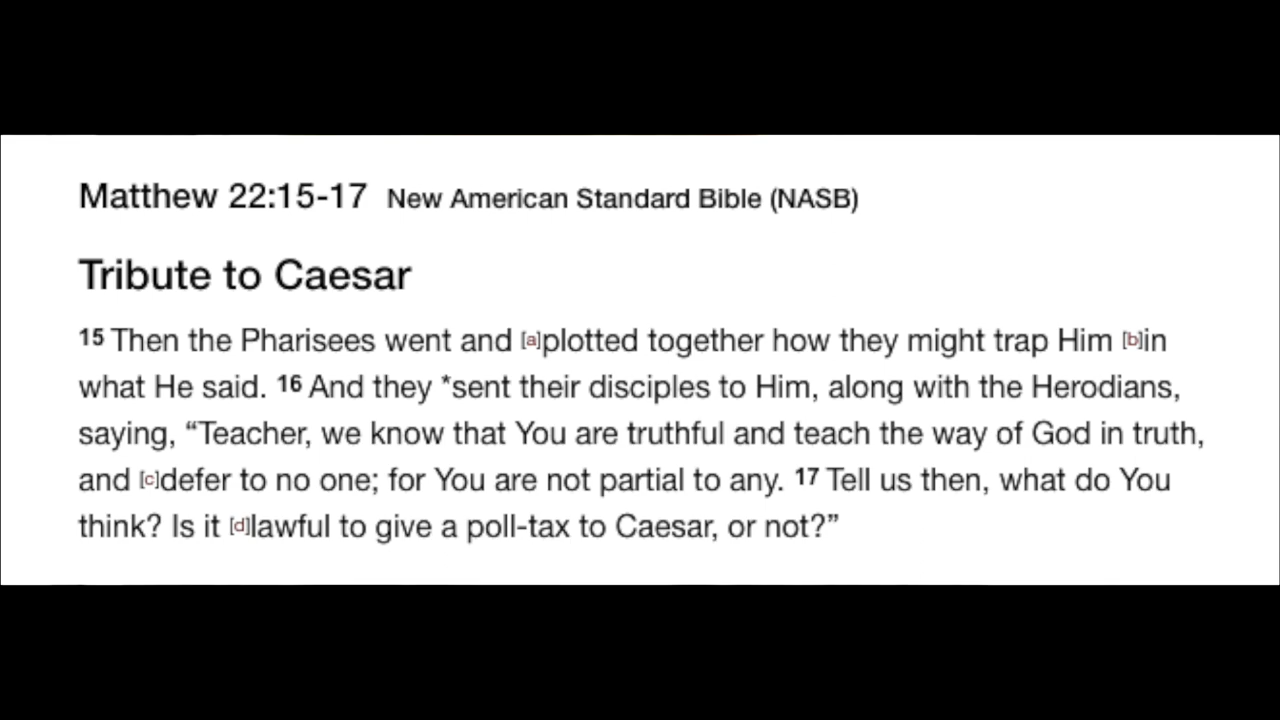 Matthew 22:15-17 New American Standard Bible (NASB)
Tribute to Caesar
15 Then the Pharisees went and [a]plotted together how they might trap Him [b]in
what He said. 16 And they *sent their disciples to Him, along with the Herodians,
saying, “Teacher, we know that You are truthful and teach the way of God in truth,
and [c]defer to no one; for You are not partial to any. 17 Tell us then, what do You
think? Is it [d]lawful to give a poll-tax to Caesar, or not?”